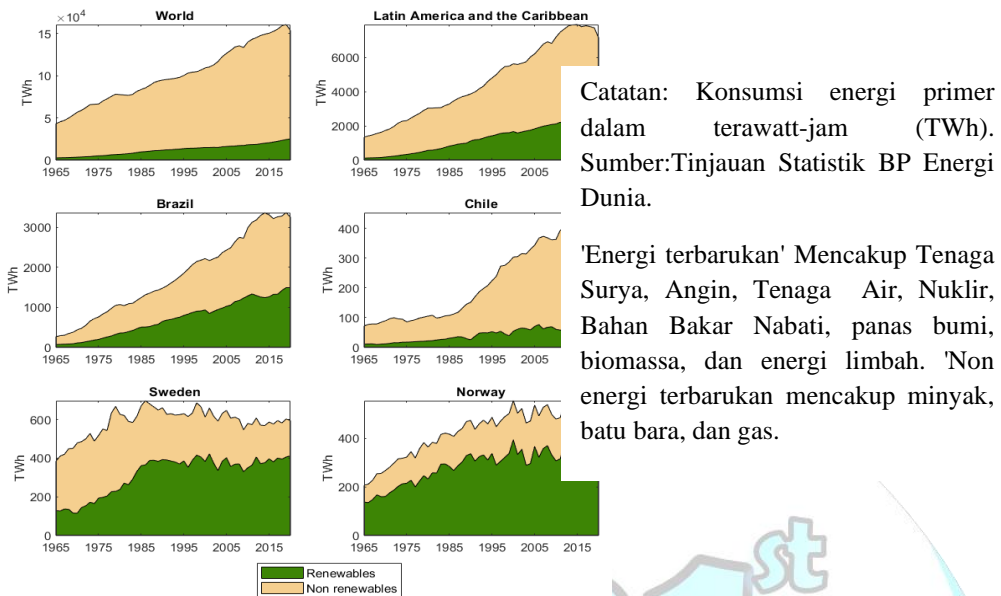 World
×10⁴
15
10
5
0
TWh
1965 1975 1985 1995 2005 2015
Latin America and the Caribbean
6000
4000
2000
0
TWh
1965 1975 1985 1995 2005 2015
Brazil
3000
2000
1000
0
TWh
1965 1975 1985 1995 2005 2015
Chile
400
300
200
100
0
TWh
1965 1975 1985 1995 2005 2015
Sweden
600
400
200
0
TWh
1965 1975 1985 1995 2005 2015
Norway
400
200
0
TWh
1965 1975 1985 1995 2005 2015
Renewables
Non renewables
Catatan: Konsumsi energi primer
dalam terawatt-jam (TWh).
Sumber:Tinjauan Statistik BP Energi
Dunia.
'Energi terbarukan' Mencakup Tenaga
Surya, Angin, Tenaga Air, Nuklir,
Bahan Bakar Nabati, panas bumi,
biomassa, dan energi limbah. 'Non
energi terbarukan mencakup minyak,
batu bara, dan gas.
st